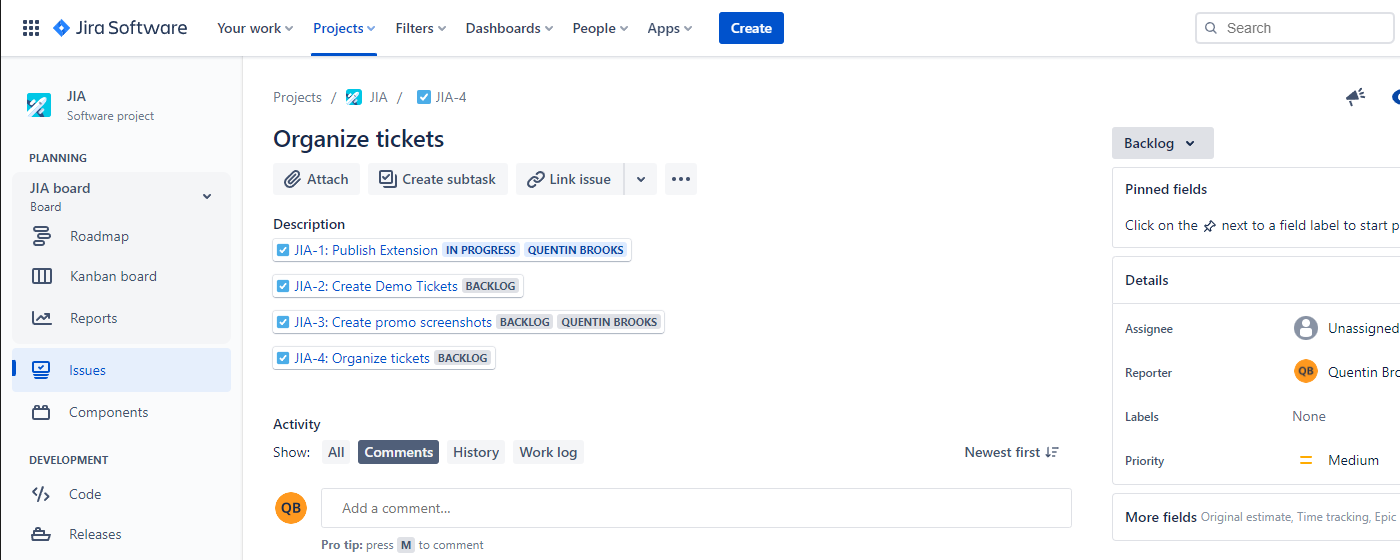 Jira Software Your work Projects Filters Dashboards People Apps Create Search
JIA
Software project
PLANNING
JIA board
Board
Roadmap
Kanban board
Reports
Issues
Components
DEVELOPMENT
Code
Releases
Projects / JIA / JIA-4
Organize tickets
Attach Create subtask Link issue
Description
JIA-1: Publish Extension IN PROGRESS QUENTIN BROOKS
JIA-2: Create Demo Tickets BACKLOG
JIA-3: Create promo screenshots BACKLOG QUENTIN BROOKS
JIA-4: Organize tickets BACKLOG
Activity
Show: All Comments History Work log Newest first
QB Add a comment...
Pro tip: press M to comment
Backlog
Pinned fields
Click on the next to a field label to start
Details
Assignee Unassigned
Reporter QB Quentin
Labels None
Priority Medium
More fields Original estimate, Time tracking, Epic